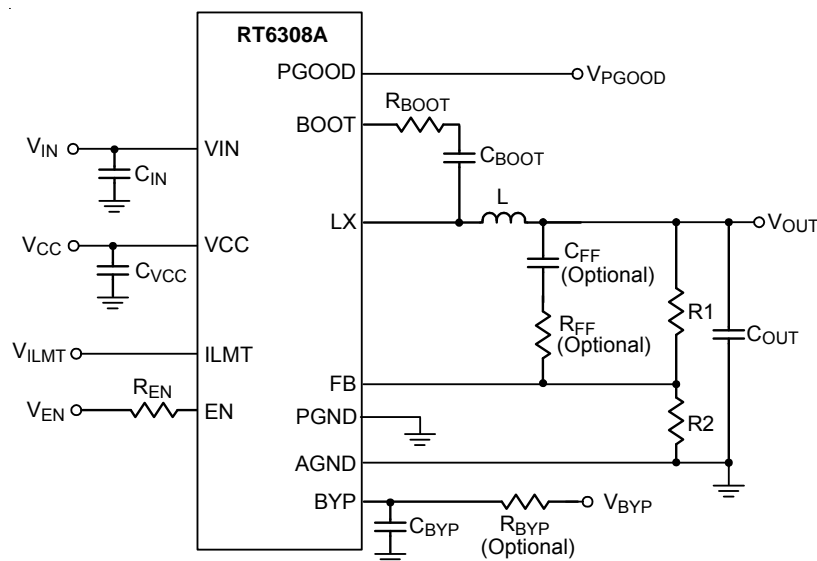 RT6308A
PGOOD
VPGOOD
RBOOT
BOOT
CBOOT
VIN
VIN
CIN
L
LX
VOUT
VCC
VCC
CVCC
CFF
(Optional)
R1
RFF
(Optional)
COUT
VILMT
ILMT
FB
REN
VEN
EN
PGND
R2
AGND
BYP
CBYP
RBYP
(Optional)
VBYP